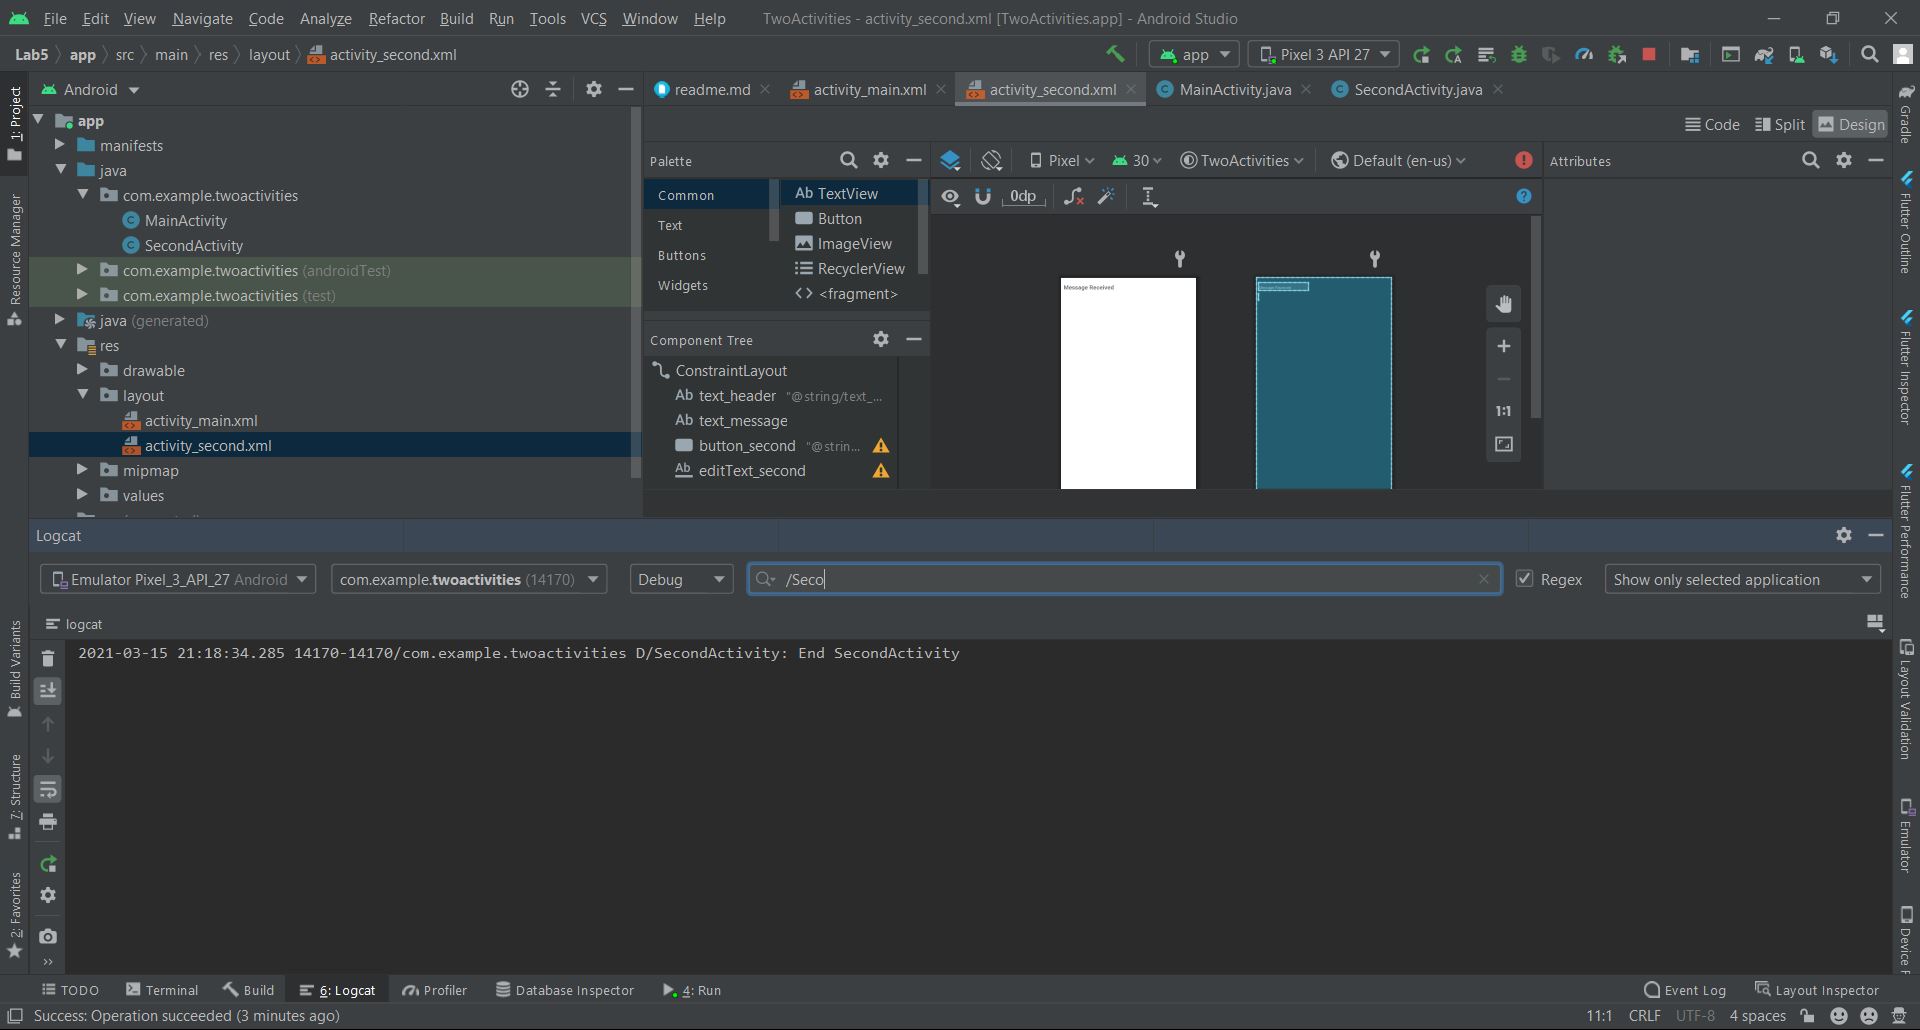 File Edit View Navigate Code Analyze Refactor Build Run Tools VCS Window Help TwoActivities - activity_second.xml [TwoActivities.app] - Android Studio
Lab5 app src main res layout activity_second.xml app Pixel 3 API 27
1: Project
Resource Manager
Build Variants
7: Structure
2: Favorites
Android
app
manifests
java
com.example.twoactivities
MainActivity
SecondActivity
com.example.twoactivities (androidTest)
com.example.twoactivities (test)
java (generated)
res
drawable
layout
activity_main.xml
activity_second.xml
mipmap
values
readme.md activity_main.xml activity_second.xml MainActivity.java SecondActivity.java
Code Split Design
Palette
Common
Text
Buttons
Widgets
Ab TextView
Button
ImageView
RecyclerView
<> <fragment>
Component Tree
ConstraintLayout
Ab text_header "@string/text_...
Ab text_message
button_second "@strin...
Ab editText_second
Pixel 30 TwoActivities Default (en-us)
0dp
Message Received
1:1
Attributes
Gradle
Flutter Outline
Flutter Inspector
Flutter Performance
Layout Validation
Emulator
Logcat
Emulator Pixel_3_API_27 Android com.example.twoactivities (14170) Debug /Seco Regex Show only selected application
logcat
2021-03-15 21:18:34.285 14170-14170/com.example.twoactivities D/SecondActivity: End SecondActivity
TODO Terminal Build 6: Logcat Profiler Database Inspector 4: Run Event Log Layout Inspector
Success: Operation succeeded (3 minutes ago) 11:1 CRLF UTF-8 4 spaces